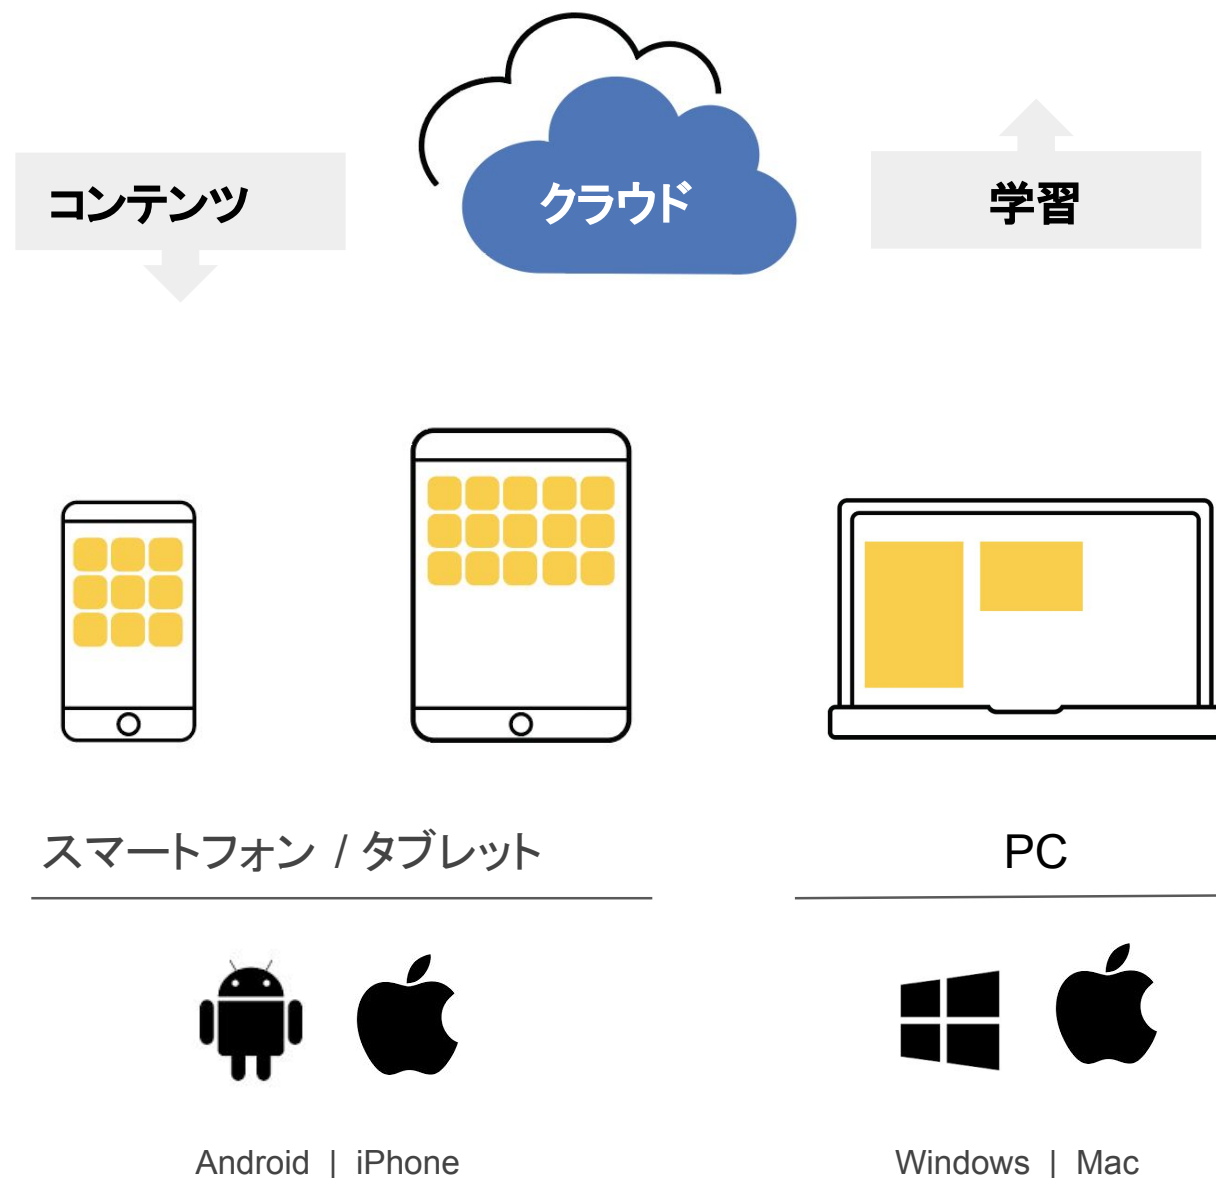 コンテンツ
クラウド
学習
スマートフォン / タブレット
PC
Android | iPhone
Windows | Mac